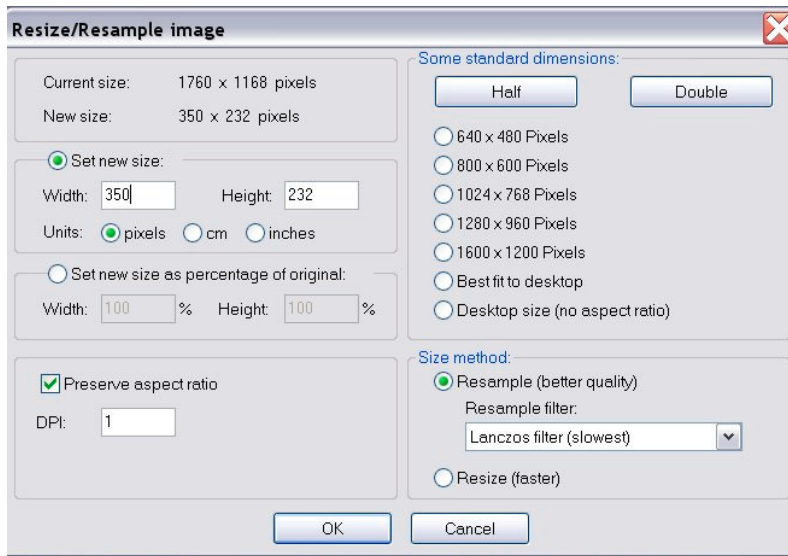 Resize/Resample image
Current size: 1760 x 1168 pixels
New size: 350 x 232 pixels
Set new size:
Width: 350 Height: 232
Units: pixels cm inches
Set new size as percentage of original:
Width: 100 % Height: 100 %
Preserve aspect ratio
DPI: 1
Some standard dimensions:
Half Double
640 x 480 Pixels
800 x 600 Pixels
1024 x 768 Pixels
1280 x 960 Pixels
1600 x 1200 Pixels
Best fit to desktop
Desktop size (no aspect ratio)
Size method:
Resample (better quality)
Resample filter:
Lanczos filter (slowest)
Resize (faster)
OK Cancel